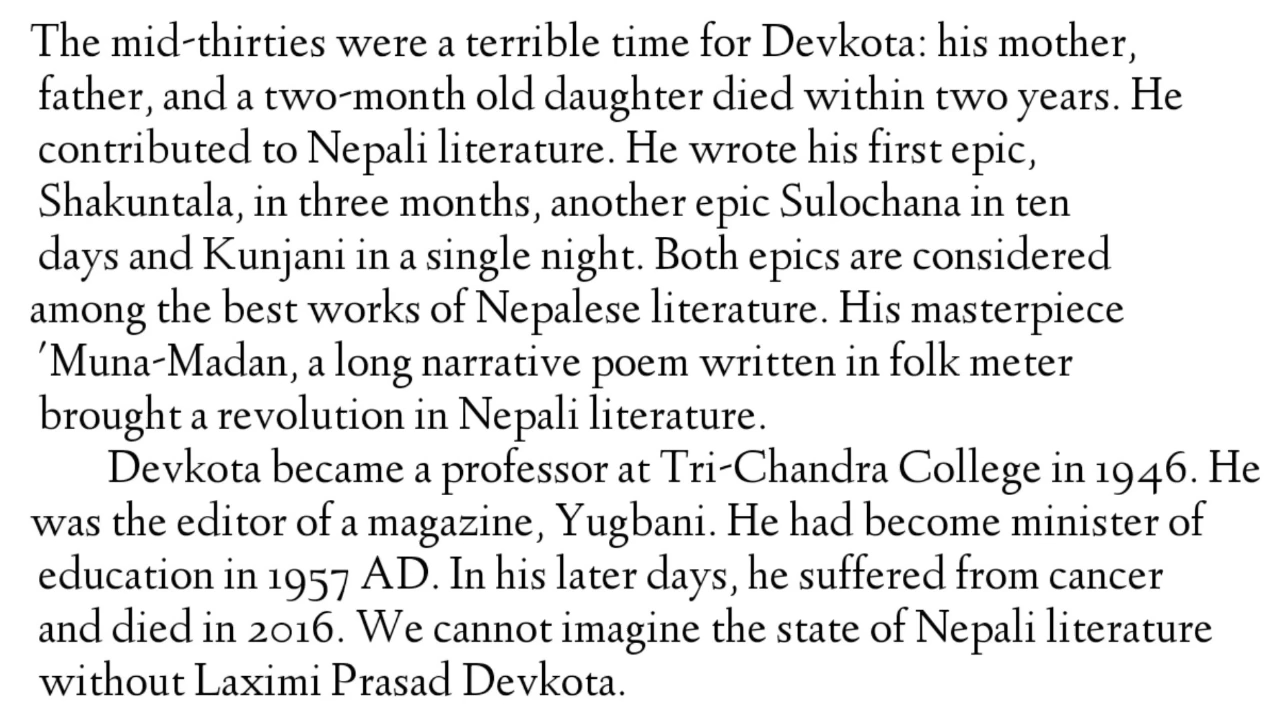 The mid-thirties were a terrible time for Devkota: his mother,
father, and a two-month old daughter died within two years. He
contributed to Nepali literature. He wrote his first epic,
Shakuntala, in three months, another epic Sulochana in ten
days and Kunjani in a single night. Both epics are considered
among the best works of Nepalese literature. His masterpiece
'Muna-Madan, a long narrative poem written in folk meter
brought a revolution in Nepali literature.
Devkota became a professor at Tri-Chandra College in 1946. He
was the editor of a magazine, Yugbani. He had become minister of
education in 1957 AD. In his later days, he suffered from cancer
and died in 2016. We cannot imagine the state of Nepali literature
without Laximi Prasad Devkota.